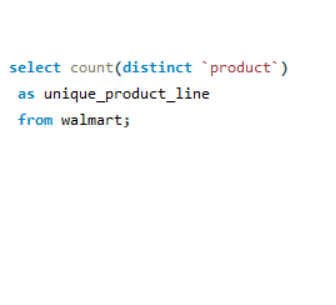 select count(distinct `product`)
as unique_product_line
from walmart;